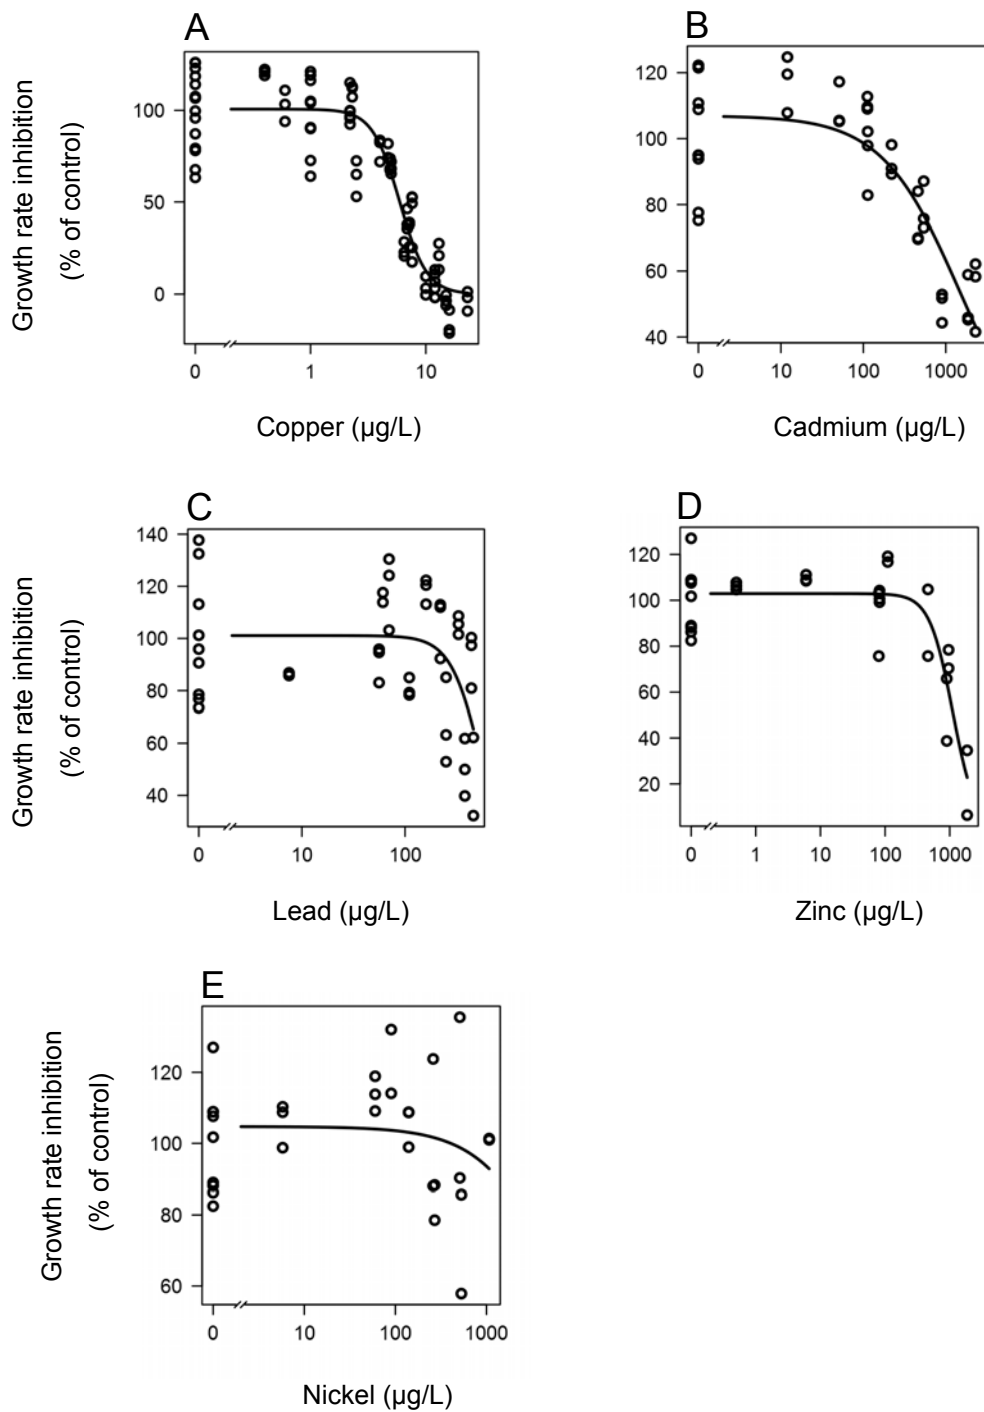 A
Growth rate inhibition
(% of control)
100
50
0
0 1 10
Copper (µg/L)
B
120
100
80
60
40
0 10 100 1000
Cadmium (µg/L)
C
Growth rate inhibition
(% of control)
140
120
100
80
60
40
0 10 100
Lead (µg/L)
D
120
100
80
60
40
20
0 1 10 100 1000
Zinc (µg/L)
E
Growth rate inhibition
(% of control)
120
100
80
60
0 10 100 1000
Nickel (µg/L)